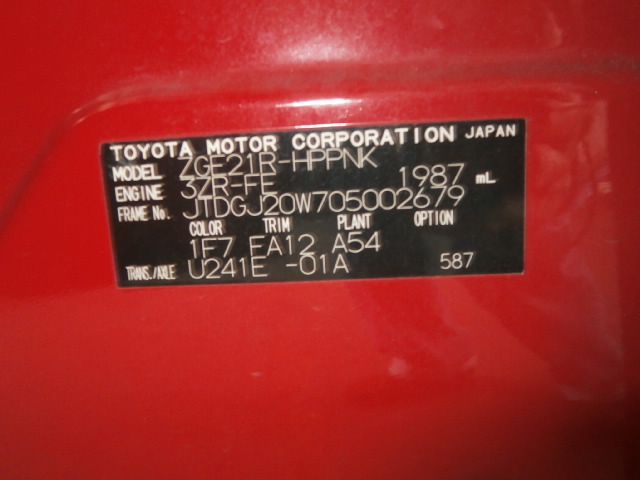 TOYOTA MOTOR CORPORATION JAPAN
MODEL ZGE21R-HPPNK
ENGINE 3ZR-FE 1987 mL
FRAME No. JTDGJ20W705002679
COLOR TRIM PLANT OPTION
1F7 FA12 A54
TRANS./AXLE U241E -01A 587